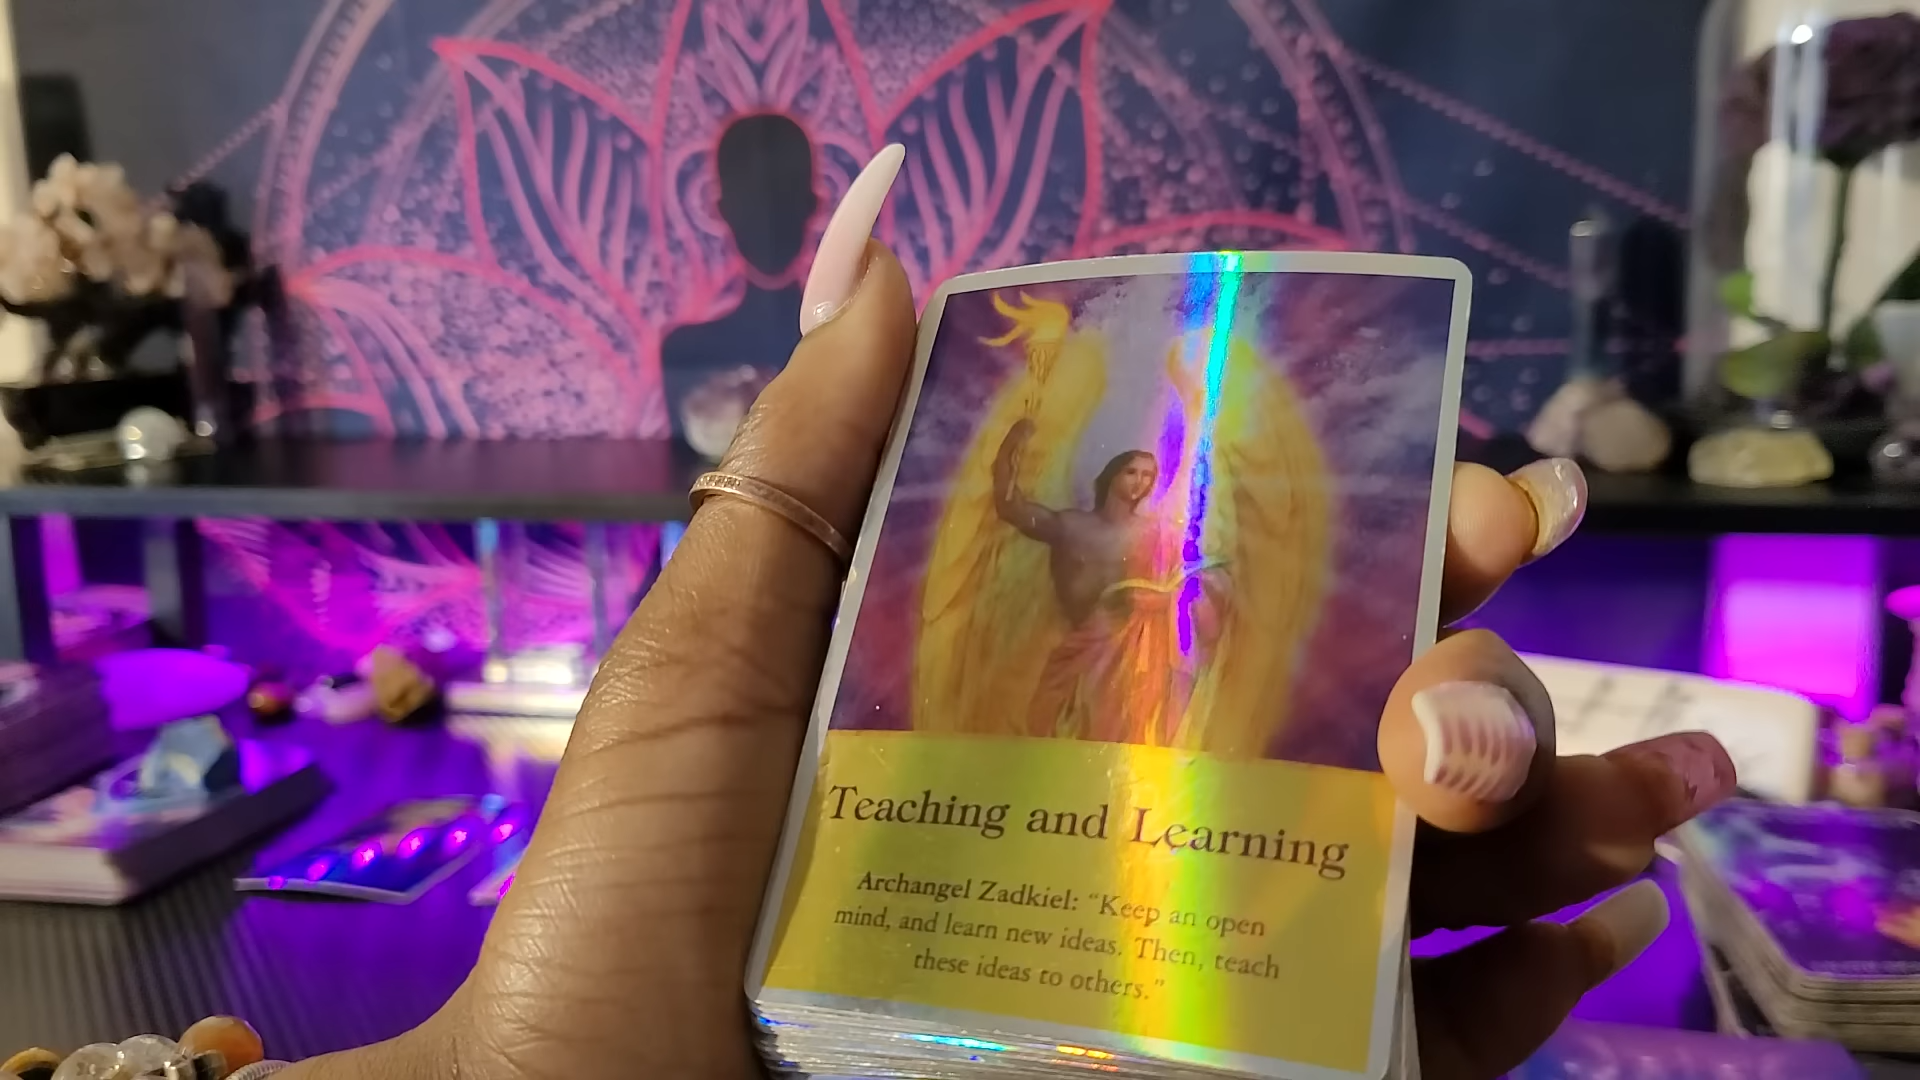 Teaching and Learning
Archangel Zadkiel: “Keep an open
mind, and learn new ideas. Then, teach
these ideas to others.”